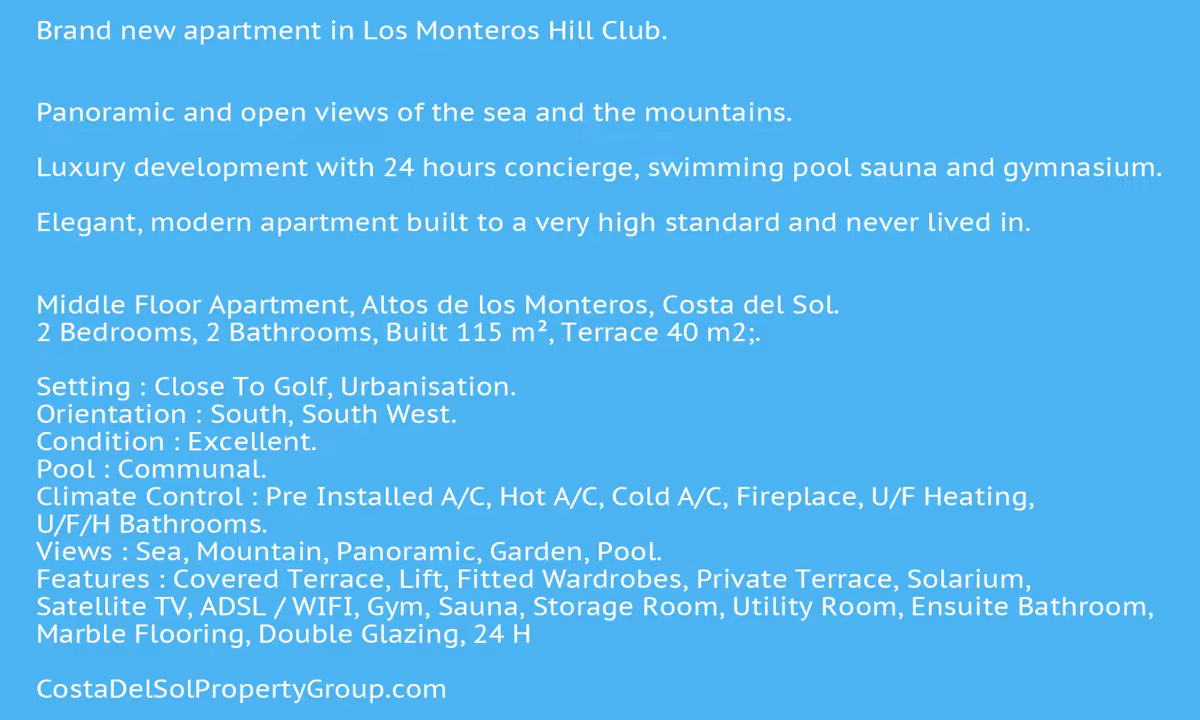 Brand new apartment in Los Monteros Hill Club.
Panoramic and open views of the sea and the mountains.
Luxury development with 24 hours concierge, swimming pool sauna and gymnasium.
Elegant, modern apartment built to a very high standard and never lived in.
Middle Floor Apartment, Altos de los Monteros, Costa del Sol.
2 Bedrooms, 2 Bathrooms, Built 115 m², Terrace 40 m2;.
Setting : Close To Golf, Urbanisation.
Orientation : South, South West.
Condition : Excellent.
Pool : Communal.
Climate Control : Pre Installed A/C, Hot A/C, Cold A/C, Fireplace, U/F Heating,
U/F/H Bathrooms.
Views : Sea, Mountain, Panoramic, Garden, Pool.
Features : Covered Terrace, Lift, Fitted Wardrobes, Private Terrace, Solarium,
Satellite TV, ADSL / WIFI, Gym, Sauna, Storage Room, Utility Room, Ensuite Bathroom,
Marble Flooring, Double Glazing, 24 H
CostaDelSolPropertyGroup.com